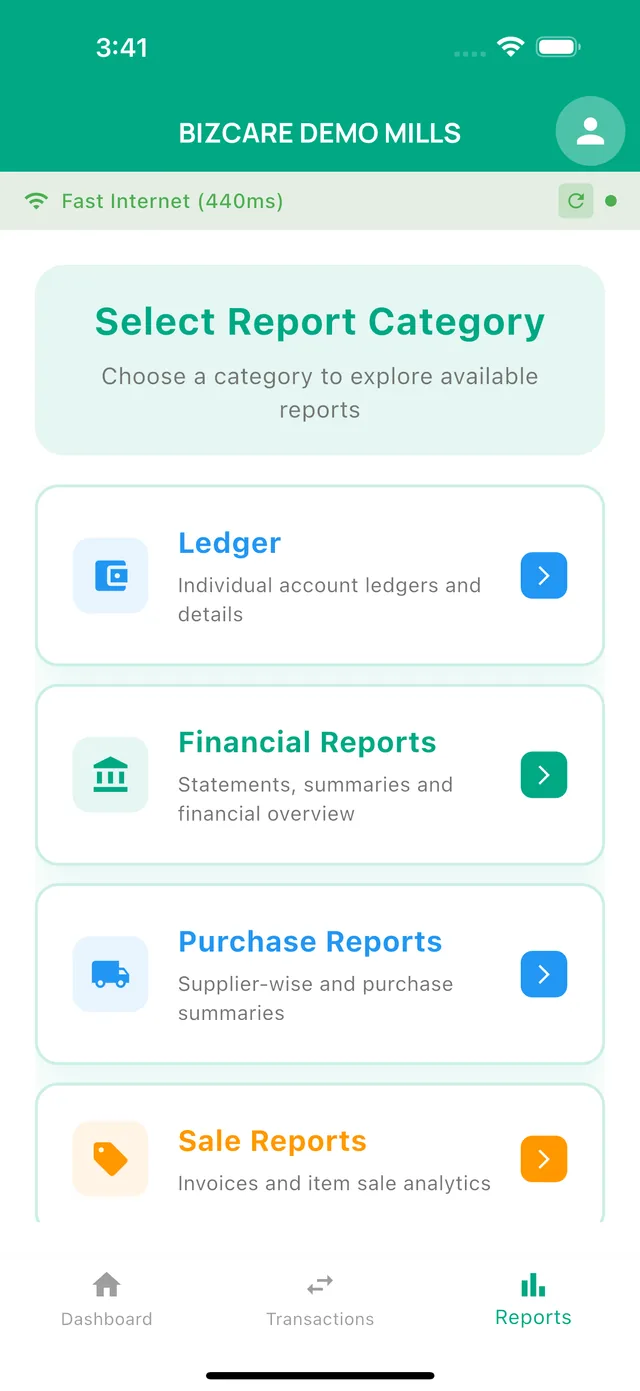 3:41
BIZCARE DEMO MILLS
Fast Internet (440ms)
Select Report Category
Choose a category to explore available
reports
Ledger
Individual account ledgers and
details
Financial Reports
Statements, summaries and
financial overview
Purchase Reports
Supplier-wise and purchase
summaries
Sale Reports
Invoices and item sale analytics
Dashboard
Transactions
Reports